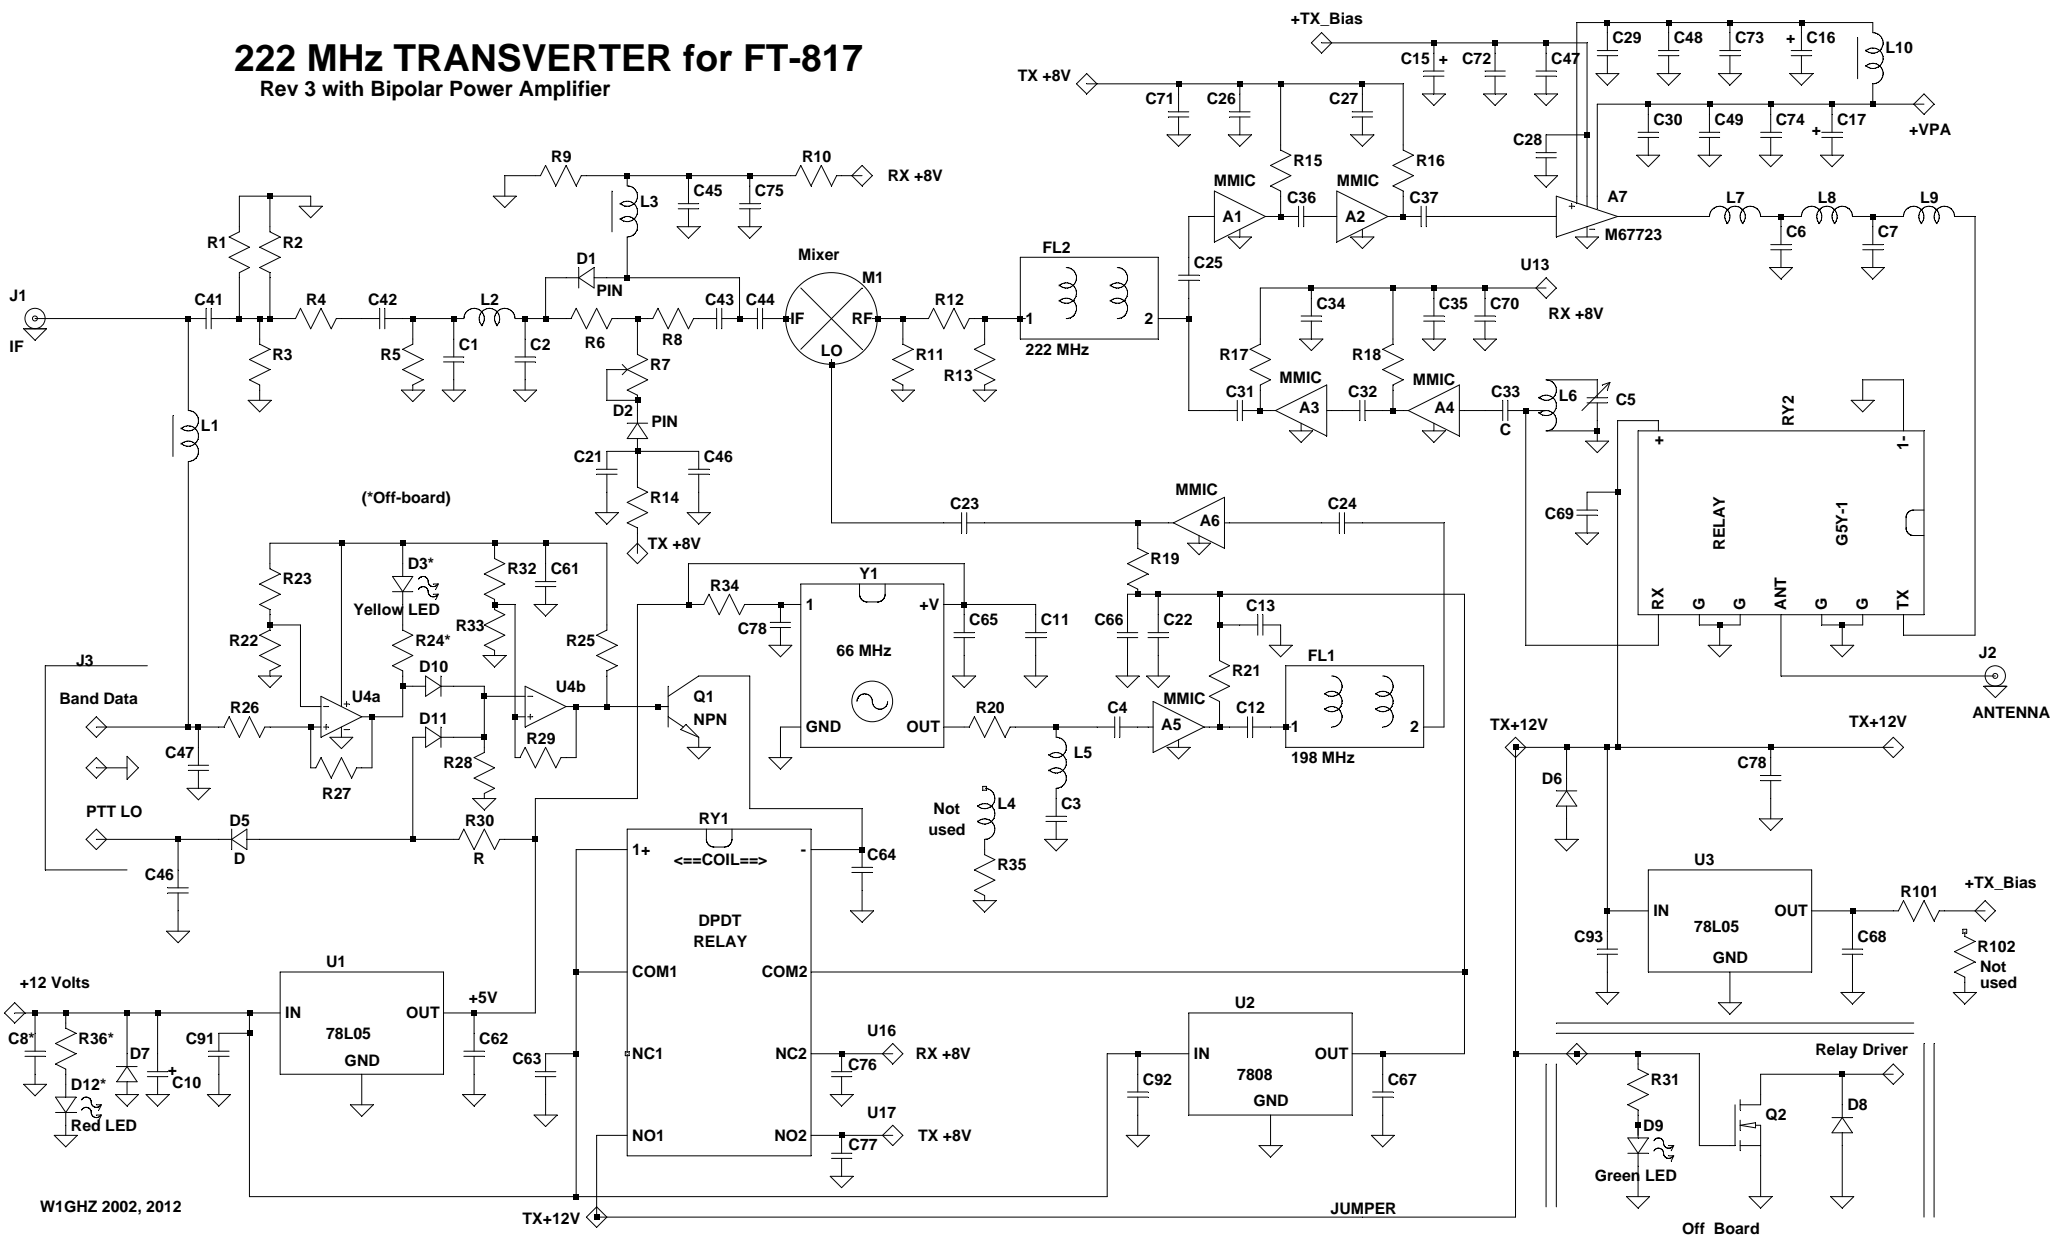 222 MHz TRANSVERTER for FT-817
Rev 3 with Bipolar Power Amplifier
+TX_Bias
C15 +
C72
C47
C29
C48
C73
+
C16
L10
TX +8V
C71
C26
C27
C28
C30
C49
C74
+
C17
+VPA
R9
R10
RX +8V
L3
C45
C75
R15
R16
MMIC
A1
C36
MMIC
A2
C37
A7
+
-
M67723
L7
L8
L9
C6
C7
R1
R2
D1
PIN
Mixer
M1
IF
RF
LO
FL2
1
2
222 MHz
C25
U13
RX +8V
C34
C35
C70
J1
IF
C41
R4
C42
L2
R3
R5
C1
C2
R6
R8
C43
C44
R7
R12
R11
R13
R17
R18
MMIC
A3
MMIC
A4
C31
C32
C33
C
L6
C5
D2
PIN
L1
C21
C46
R14
TX +8V
(*Off-board)
C23
MMIC
A6
C24
R19
C69
RY2
+
1-
RELAY
G5Y-1
RX
G
G
ANT
G
G
TX
J2
ANTENNA
R23
R22
D3*
Yellow LED
R24*
R32
R33
C61
R25
R34
C78
Y1
1
+V
66 MHz
GND
OUT
C65
C11
C66
C22
C13
R21
FL1
1
2
198 MHz
J3
Band Data
C47
R26
U4a
-
+
+
-
R27
D10
D11
U4b
-
+
R29
R28
Q1
NPN
R20
L5
C3
C4
MMIC
A5
C12
Not
used
L4
R35
PTT LO
D5
D
R30
R
C46
TX+12V
TX+12V
D6
C78
U3
IN
OUT
78L05
GND
C93
C68
R101
+TX_Bias
R102
Not
used
RY1
1+
-
<==COIL==>
DPDT
RELAY
COM1
COM2
NC1
NC2
NO1
NO2
C64
C63
U16
RX +8V
C76
U17
TX +8V
C77
+12 Volts
C8*
R36*
D12*
Red LED
D7
+
C10
C91
U1
IN
OUT
78L05
GND
+5V
C62
U2
IN
OUT
7808
GND
C92
C67
Relay Driver
R31
D9
Green LED
Q2
D8
W1GHZ 2002, 2012
TX+12V
JUMPER
Off Board